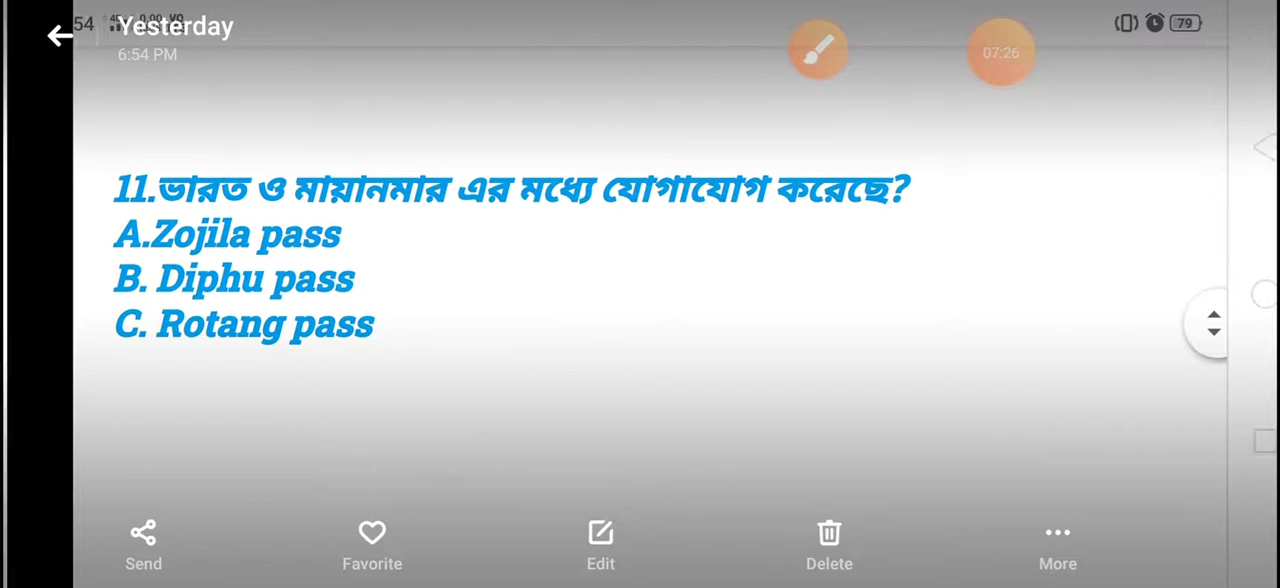 54
Yesterday
79
6:54 PM
07:26
11.ভারত ও মায়ানমার এর মধ্যে যোগাযোগ করেছে?
A.Zojila pass
B. Diphu pass
C. Rotang pass
Send
Favorite
Edit
Delete
More